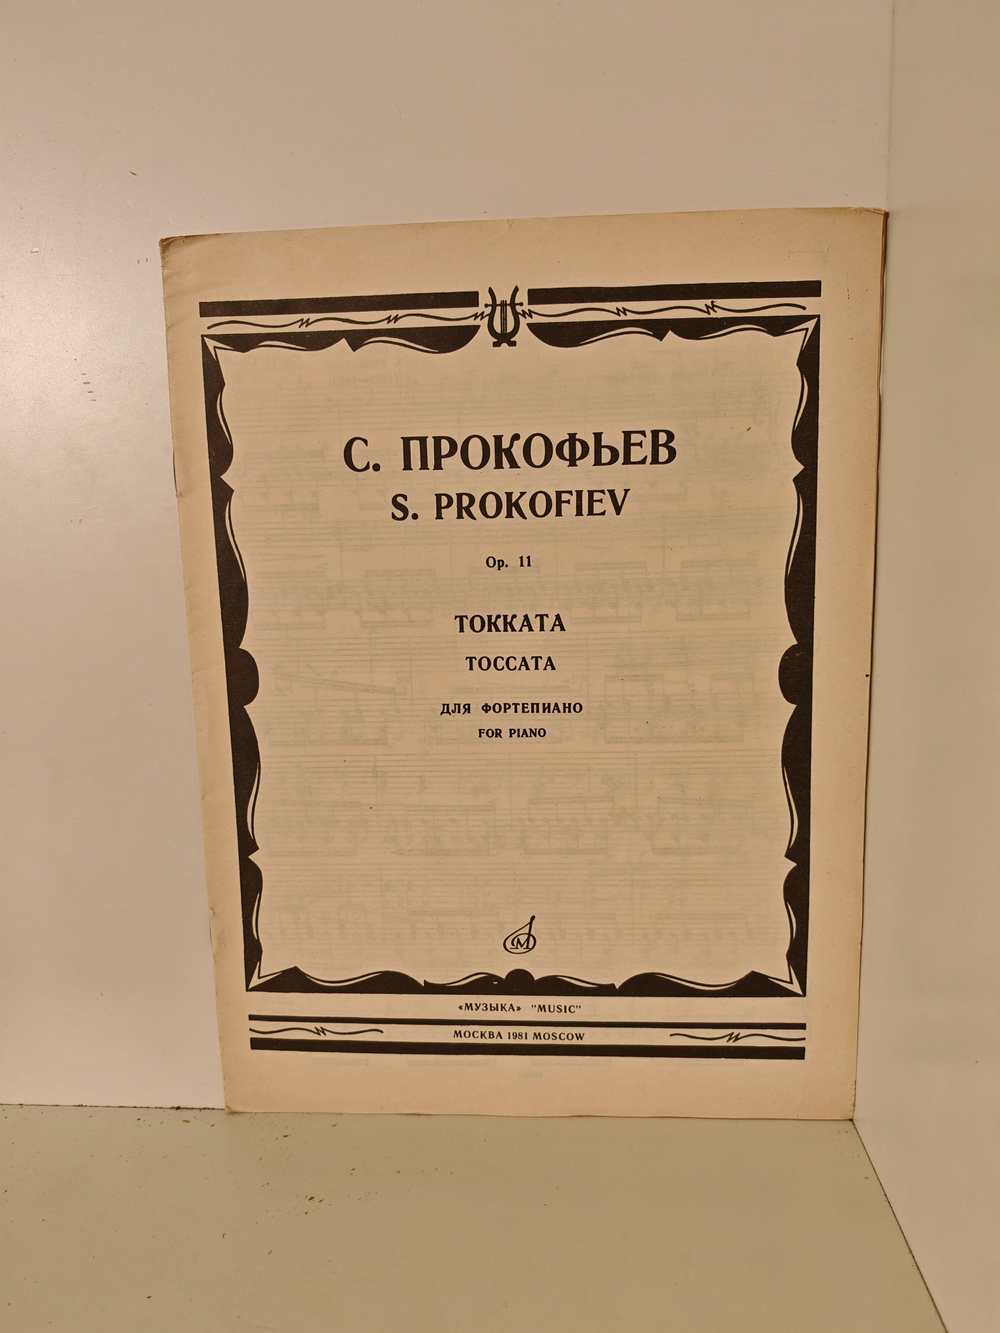 С. ПРОКОФЬЕВ
S. PROKOFIEV
Op. 11
ТОККАТА
TOCCATA
ДЛЯ ФОРТЕПИАНО
FOR PIANO
М
«МУЗЫКА» "MUSIC"
МОСКВА 1981 MOSCOW